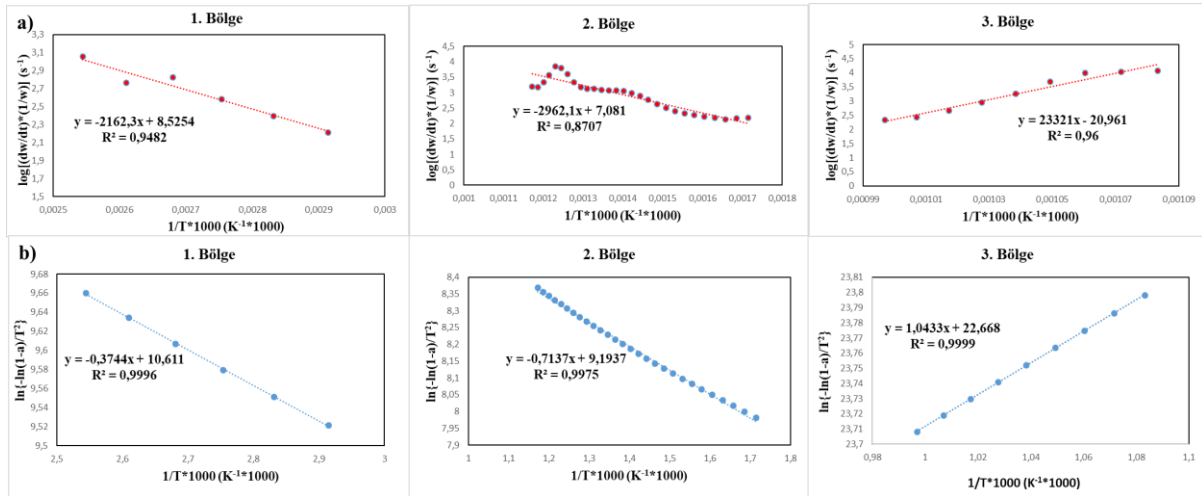 a)
1. Bölge
log[(dw/dt)*(1/w)] (s⁻¹)
3,3
3,1
2,9
2,7
2,5
2,3
2,1
1,9
1,7
1,5
y = -2162,3x + 8,5254
R² = 0,9482
0,0025 0,0026 0,0027 0,0028 0,0029 0,003
1/T*1000 (K⁻¹*1000)
2. Bölge
log[(dw/dt)*(1/w)] (s⁻¹)
4,5
4
3,5
3
2,5
2
1,5
1
0,5
0
y = -2962,1x + 7,081
R² = 0,8707
0,001 0,0011 0,0012 0,0013 0,0014 0,0015 0,0016 0,0017 0,0018
1/T*1000 (K⁻¹*1000)
3. Bölge
log[(dw/dt)*(1/w)] (s⁻¹)
5
4,5
4
3,5
3
2,5
2
1,5
1
0,5
0
y = 23321x - 20,961
R² = 0,96
0,00099 0,00101 0,00103 0,00105 0,00107 0,00109
1/T*1000 (K⁻¹*1000)
b)
1. Bölge
ln{-ln(1-a)/T²}
9,68
9,66
9,64
9,62
9,6
9,58
9,56
9,54
9,52
9,5
y = -0,3744x + 10,611
R² = 0,9996
2,5 2,6 2,7 2,8 2,9 3
1/T*1000 (K⁻¹*1000)
2. Bölge
ln{-ln(1-a)/T²}
8,4
8,35
8,3
8,25
8,2
8,15
8,1
8,05
8
7,95
7,9
y = -0,7137x + 9,1937
R² = 0,9975
1 1,1 1,2 1,3 1,4 1,5 1,6 1,7 1,8
1/T*1000 (K⁻¹*1000)
3. Bölge
ln{-ln(1-a)/T²}
23,81
23,8
23,79
23,78
23,77
23,76
23,75
23,74
23,73
23,72
23,71
23,7
y = 1,0433x + 22,668
R² = 0,9999
0,98 1 1,02 1,04 1,06 1,08 1,1
1/T*1000 (K⁻¹*1000)